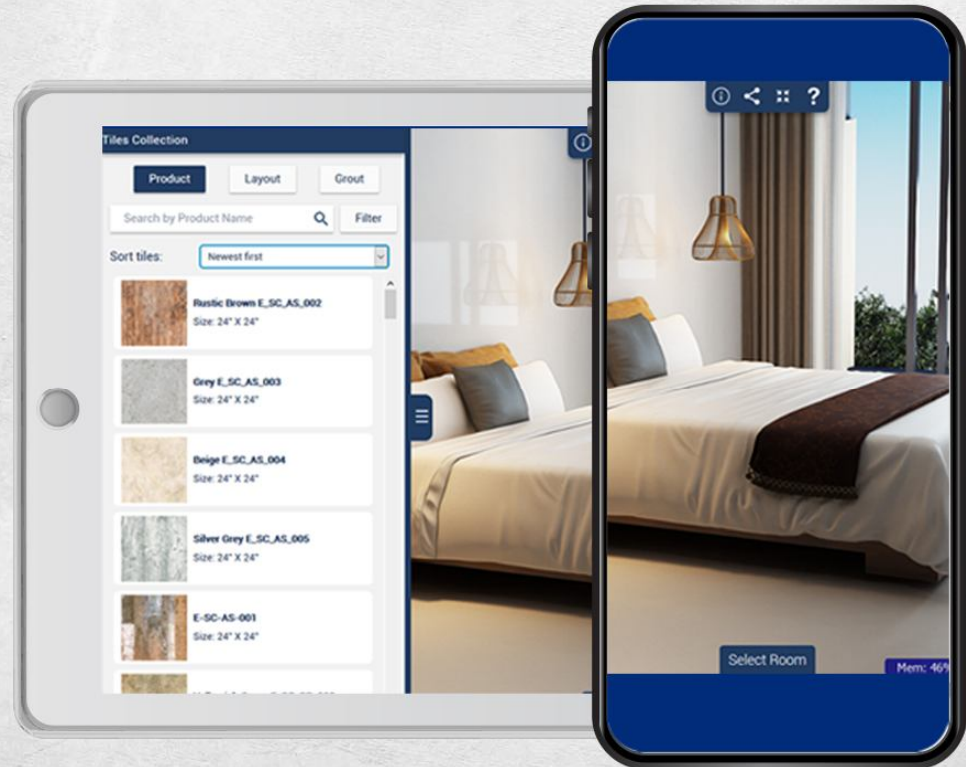 Tiles Collection
Product Layout Grout
Search by Product Name Filter
Sort tiles: Newest first
Rustic Brown E_SC_AS_002
Size: 24" X 24"
Grey E_SC_AS_003
Size: 24" X 24"
Beige E_SC_AS_004
Size: 24" X 24"
Silver Grey E_SC_AS_005
Size: 24" X 24"
E-SC-AS-001
Size: 24" X 24"
?
Select Room
Mem: 46%